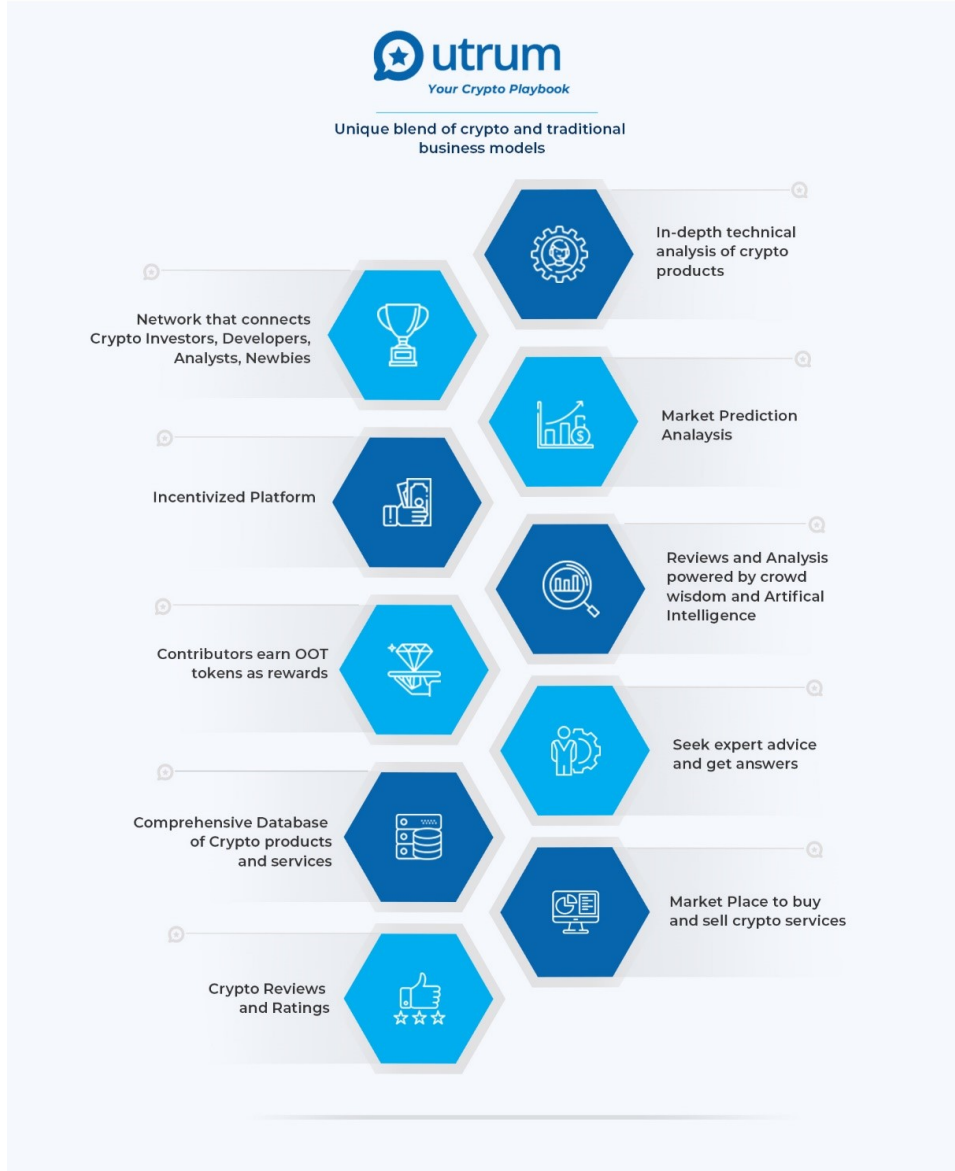 utrum
Your Crypto Playbook
Unique blend of crypto and traditional
business models
In-depth technical
analysis of crypto
products
Network that connects
Crypto Investors, Developers,
Analysts, Newbies
Market Prediction
Analaysis
Incentivized Platform
Reviews and Analysis
powered by crowd
wisdom and Artifical
Intelligence
Contributors earn OOT
tokens as rewards
Seek expert advice
and get answers
Comprehensive Database
of Crypto products
and services
Market Place to buy
and sell crypto services
Crypto Reviews
and Ratings